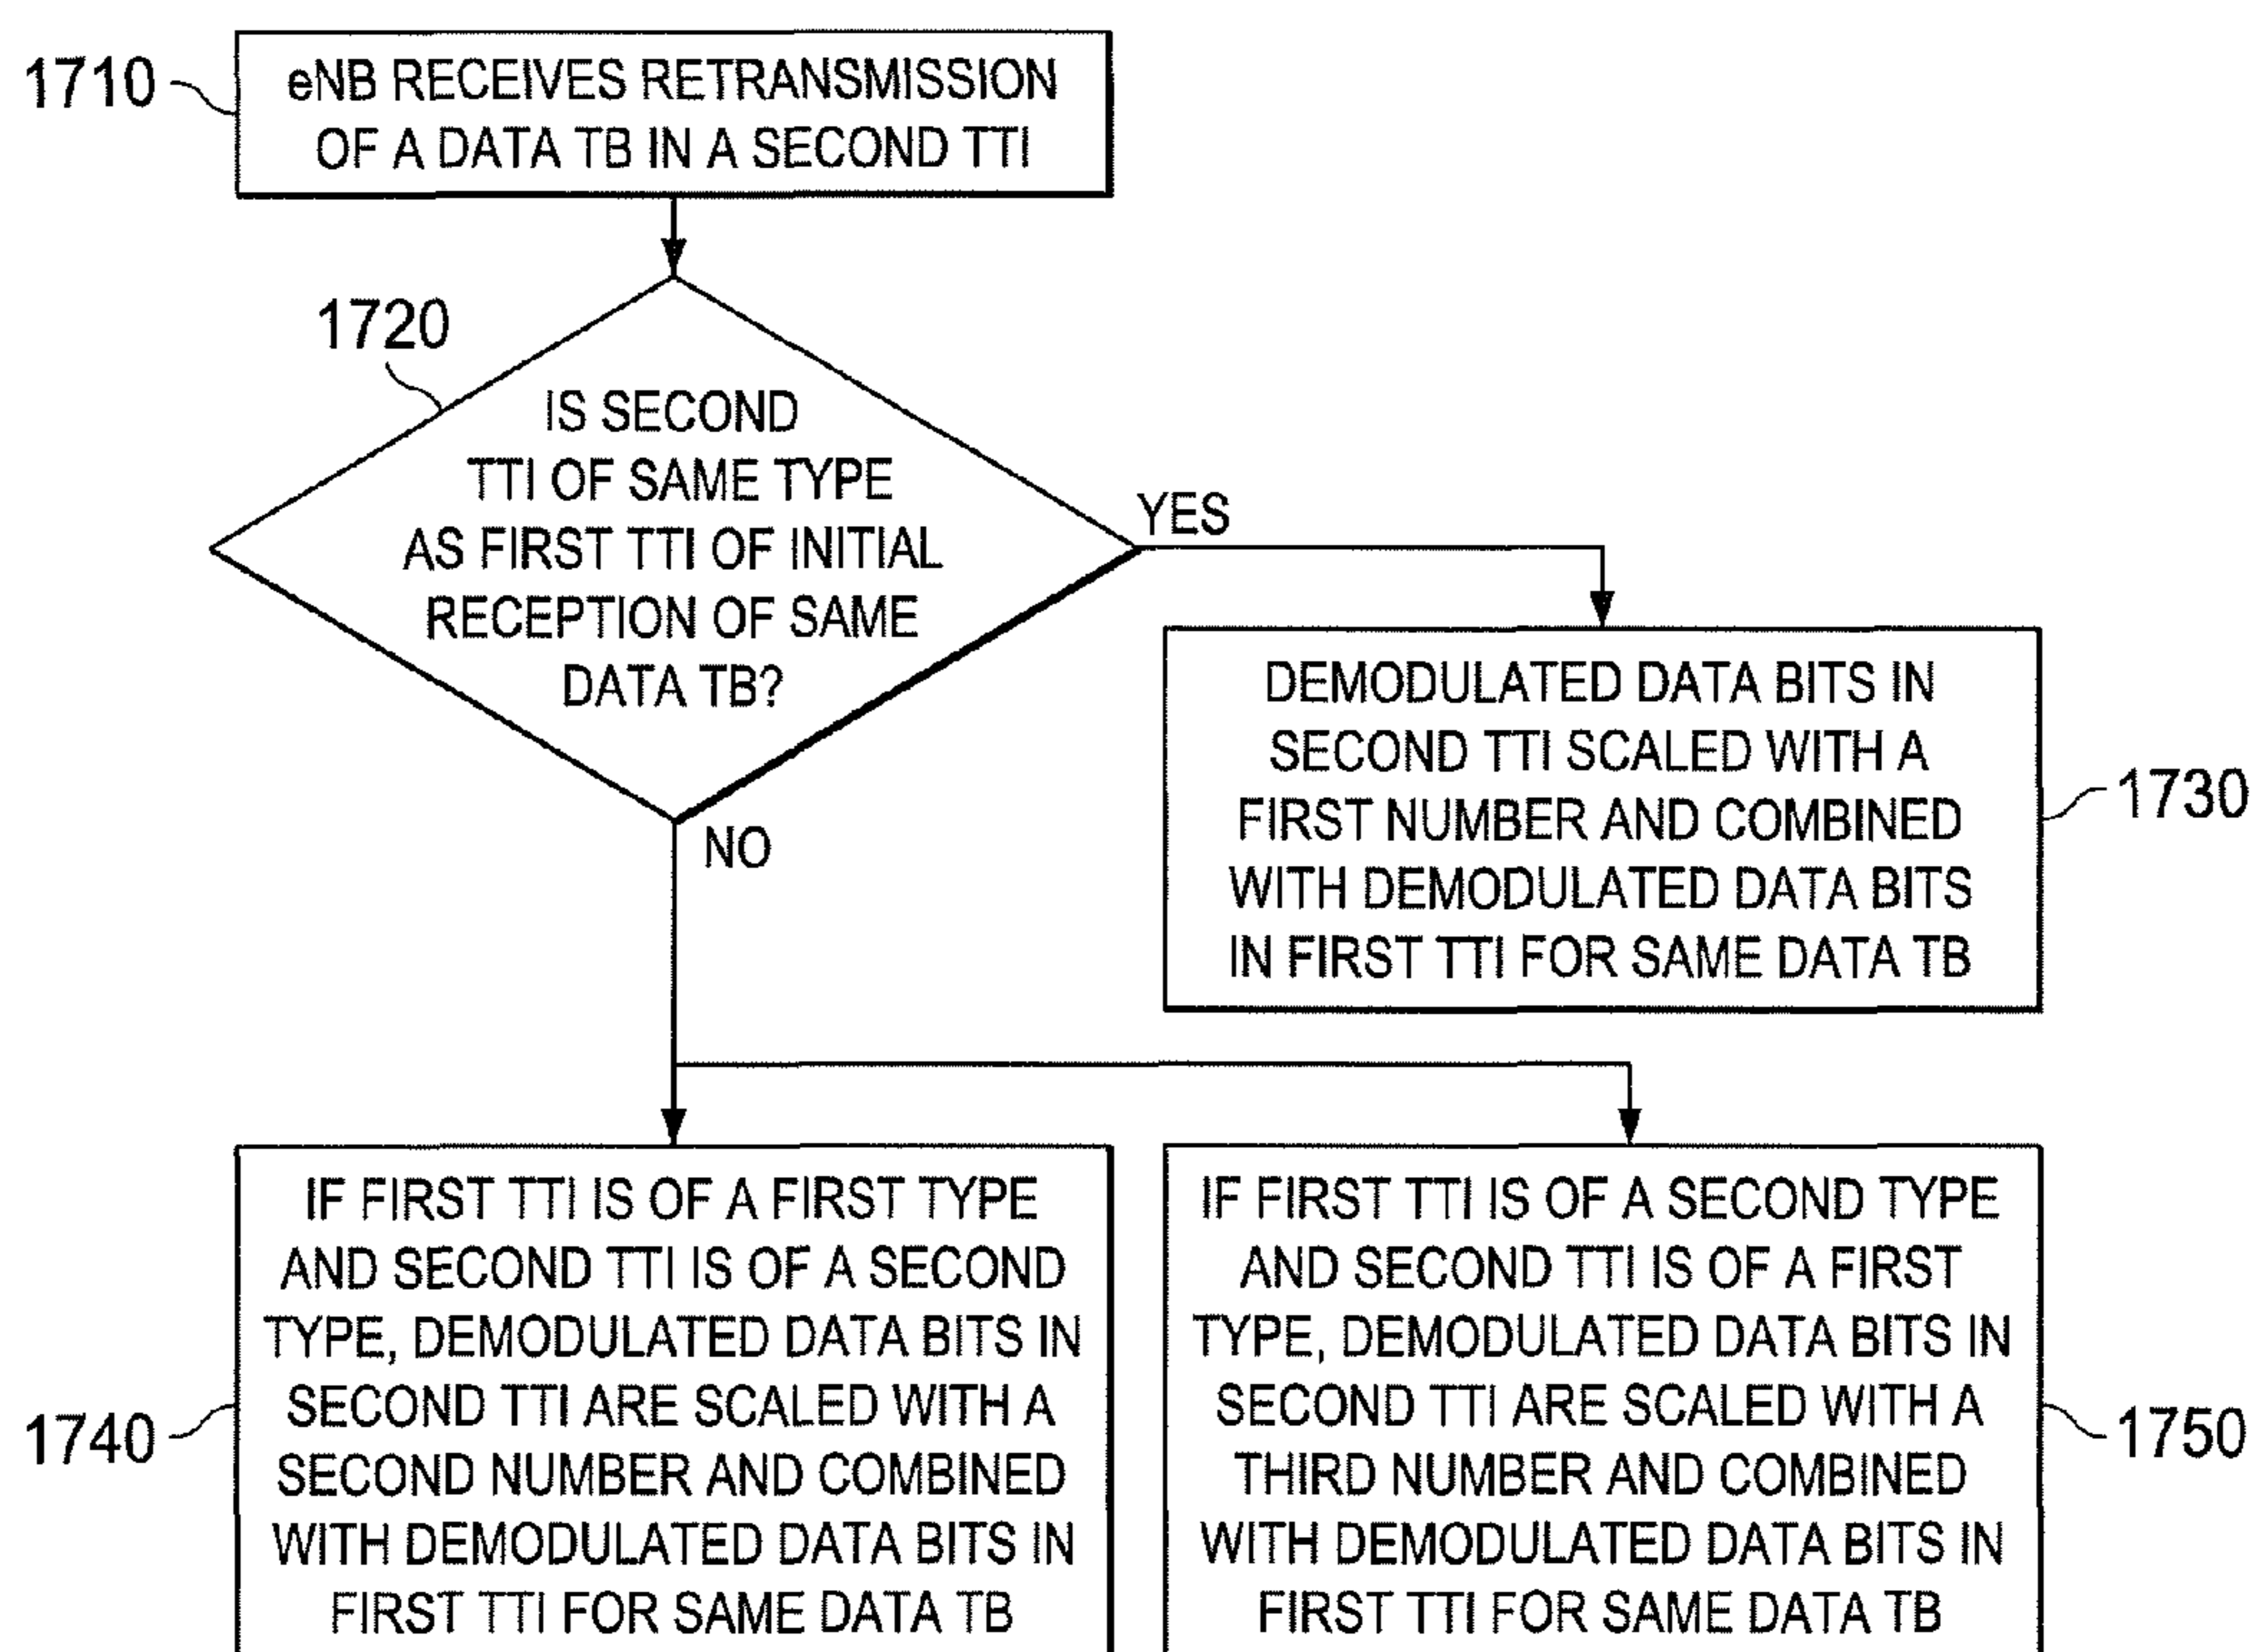 1710
eNB RECEIVES RETRANSMISSION
OF A DATA TB IN A SECOND TTI
1720
IS SECOND
TTI OF SAME TYPE
AS FIRST TTI OF INITIAL
RECEPTION OF SAME
DATA TB?
YES
DEMODULATED DATA BITS IN
SECOND TTI SCALED WITH A
FIRST NUMBER AND COMBINED
WITH DEMODULATED DATA BITS
IN FIRST TTI FOR SAME DATA TB
1730
NO
IF FIRST TTI IS OF A FIRST TYPE
AND SECOND TTI IS OF A SECOND
TYPE, DEMODULATED DATA BITS IN
SECOND TTI ARE SCALED WITH A
SECOND NUMBER AND COMBINED
WITH DEMODULATED DATA BITS IN
FIRST TTI FOR SAME DATA TB
1740
IF FIRST TTI IS OF A SECOND TYPE
AND SECOND TTI IS OF A FIRST
TYPE, DEMODULATED DATA BITS IN
SECOND TTI ARE SCALED WITH A
THIRD NUMBER AND COMBINED
WITH DEMODULATED DATA BITS IN
FIRST TTI FOR SAME DATA TB
1750